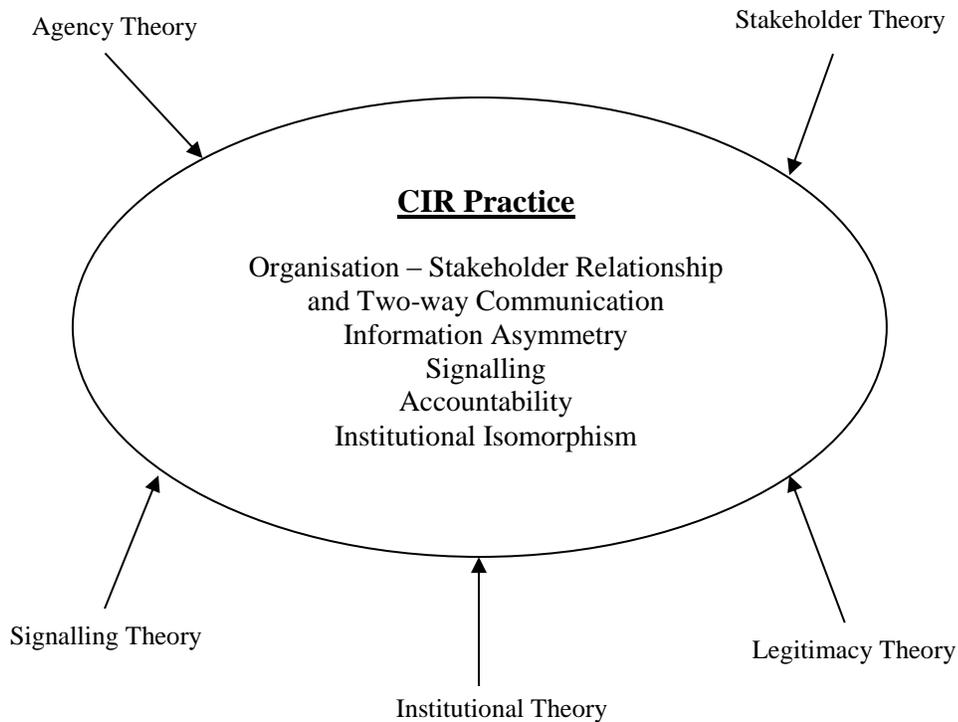 Agency Theory
Stakeholder Theory
CIR Practice
Organisation – Stakeholder Relationship
and Two-way Communication
Information Asymmetry
Signalling
Accountability
Institutional Isomorphism
Signalling Theory
Legitimacy Theory
Institutional Theory